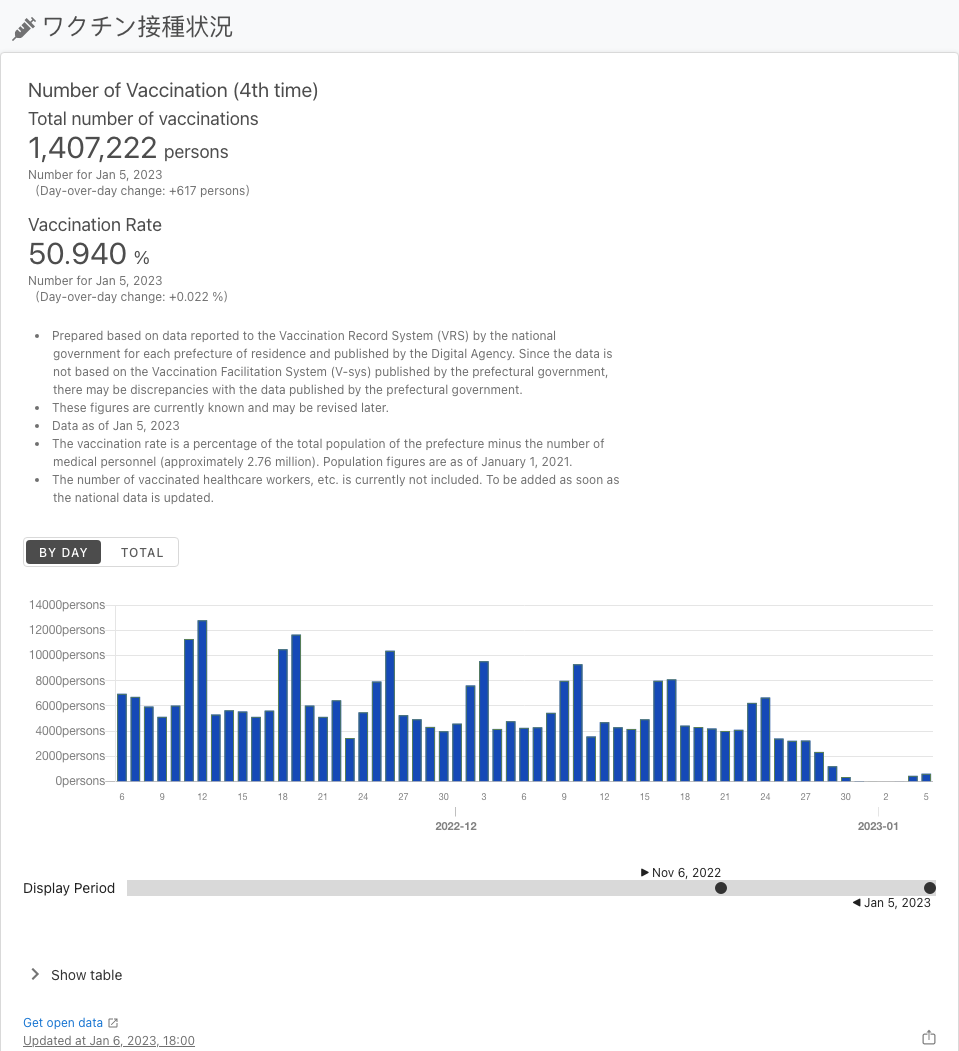 ワクチン接種状況
Number of Vaccination (4th time)
Total number of vaccinations
1,407,222 persons
Number for Jan 5, 2023
(Day-over-day change: +617 persons)
Vaccination Rate
50.940 %
Number for Jan 5, 2023
(Day-over-day change: +0.022 %)
• Prepared based on data reported to the Vaccination Record System (VRS) by the national
government for each prefecture of residence and published by the Digital Agency. Since the data is
not based on the Vaccination Facilitation System (V-sys) published by the prefectural government,
there may be discrepancies with the data published by the prefectural government.
• These figures are currently known and may be revised later.
• Data as of Jan 5, 2023
• The vaccination rate is a percentage of the total population of the prefecture minus the number of
medical personnel (approximately 2.76 million). Population figures are as of January 1, 2021.
• The number of vaccinated healthcare workers, etc. is currently not included. To be added as soon as
the national data is updated.
BY DAY TOTAL
14000persons
12000persons
10000persons
8000persons
6000persons
4000persons
2000persons
0persons
6 9 12 15 18 21 24 27 30 3 6 9 12 15 18 21 24 27 30 2 5
2022-12 2023-01
Nov 6, 2022
Display Period
Jan 5, 2023
Show table
Get open data
Updated at Jan 6, 2023, 18:00